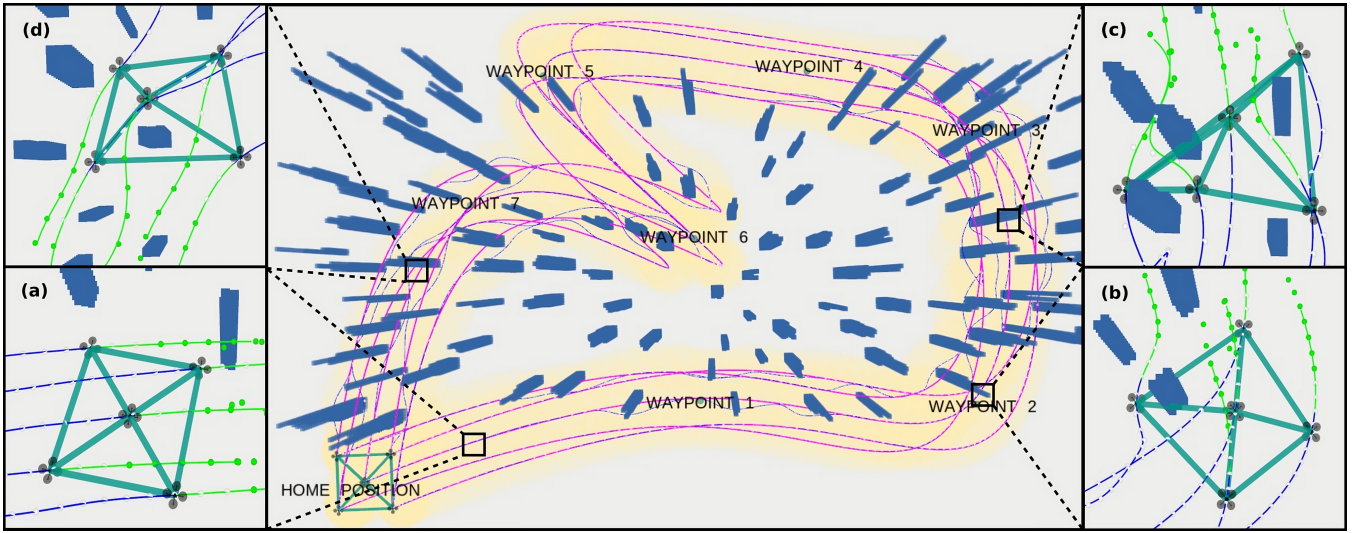 (d)
(c)
WAYPOINT 5
WAYPOINT 4
WAYPOINT 3
WAYPOINT 7
WAYPOINT 6
(a)
(b)
WAYPOINT 1
WAYPOINT 2
HOME POSITION